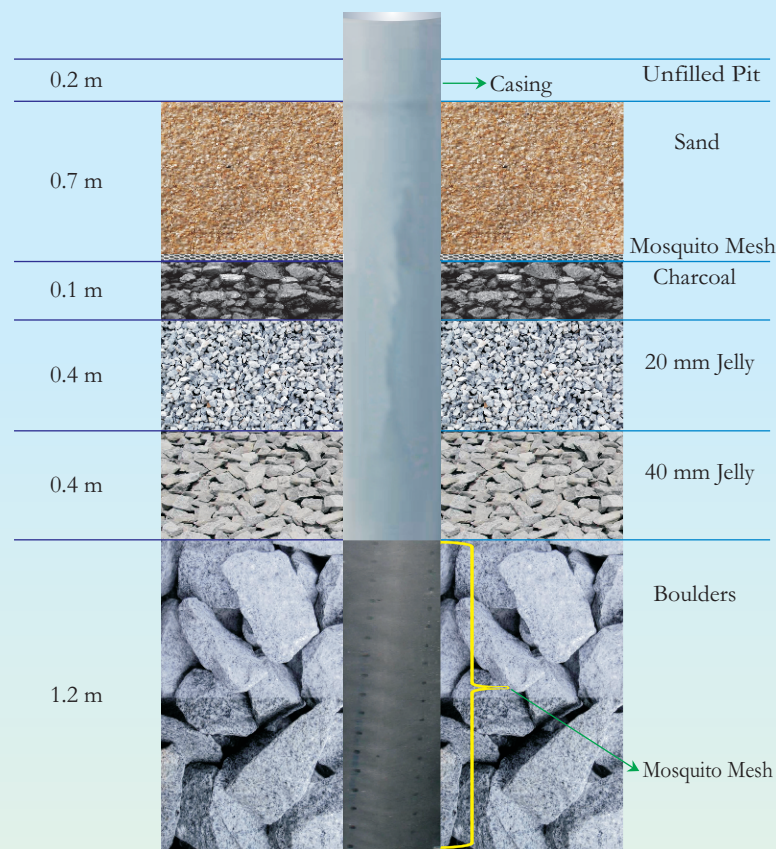 0.2 m
Casing
Unfilled Pit
0.7 m
Sand
Mosquito Mesh
0.1 m
Charcoal
0.4 m
20 mm Jelly
0.4 m
40 mm Jelly
1.2 m
Boulders
Mosquito Mesh